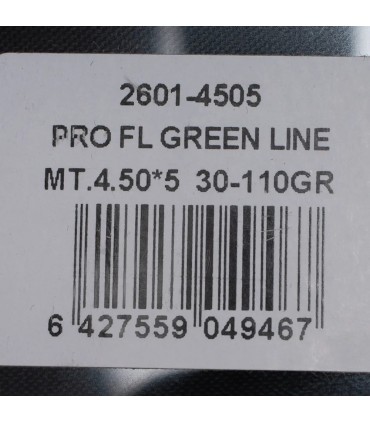 2601-4505
PRO FL GREEN LINE
MT.4.50*5 30-110GR
6 427559 049467